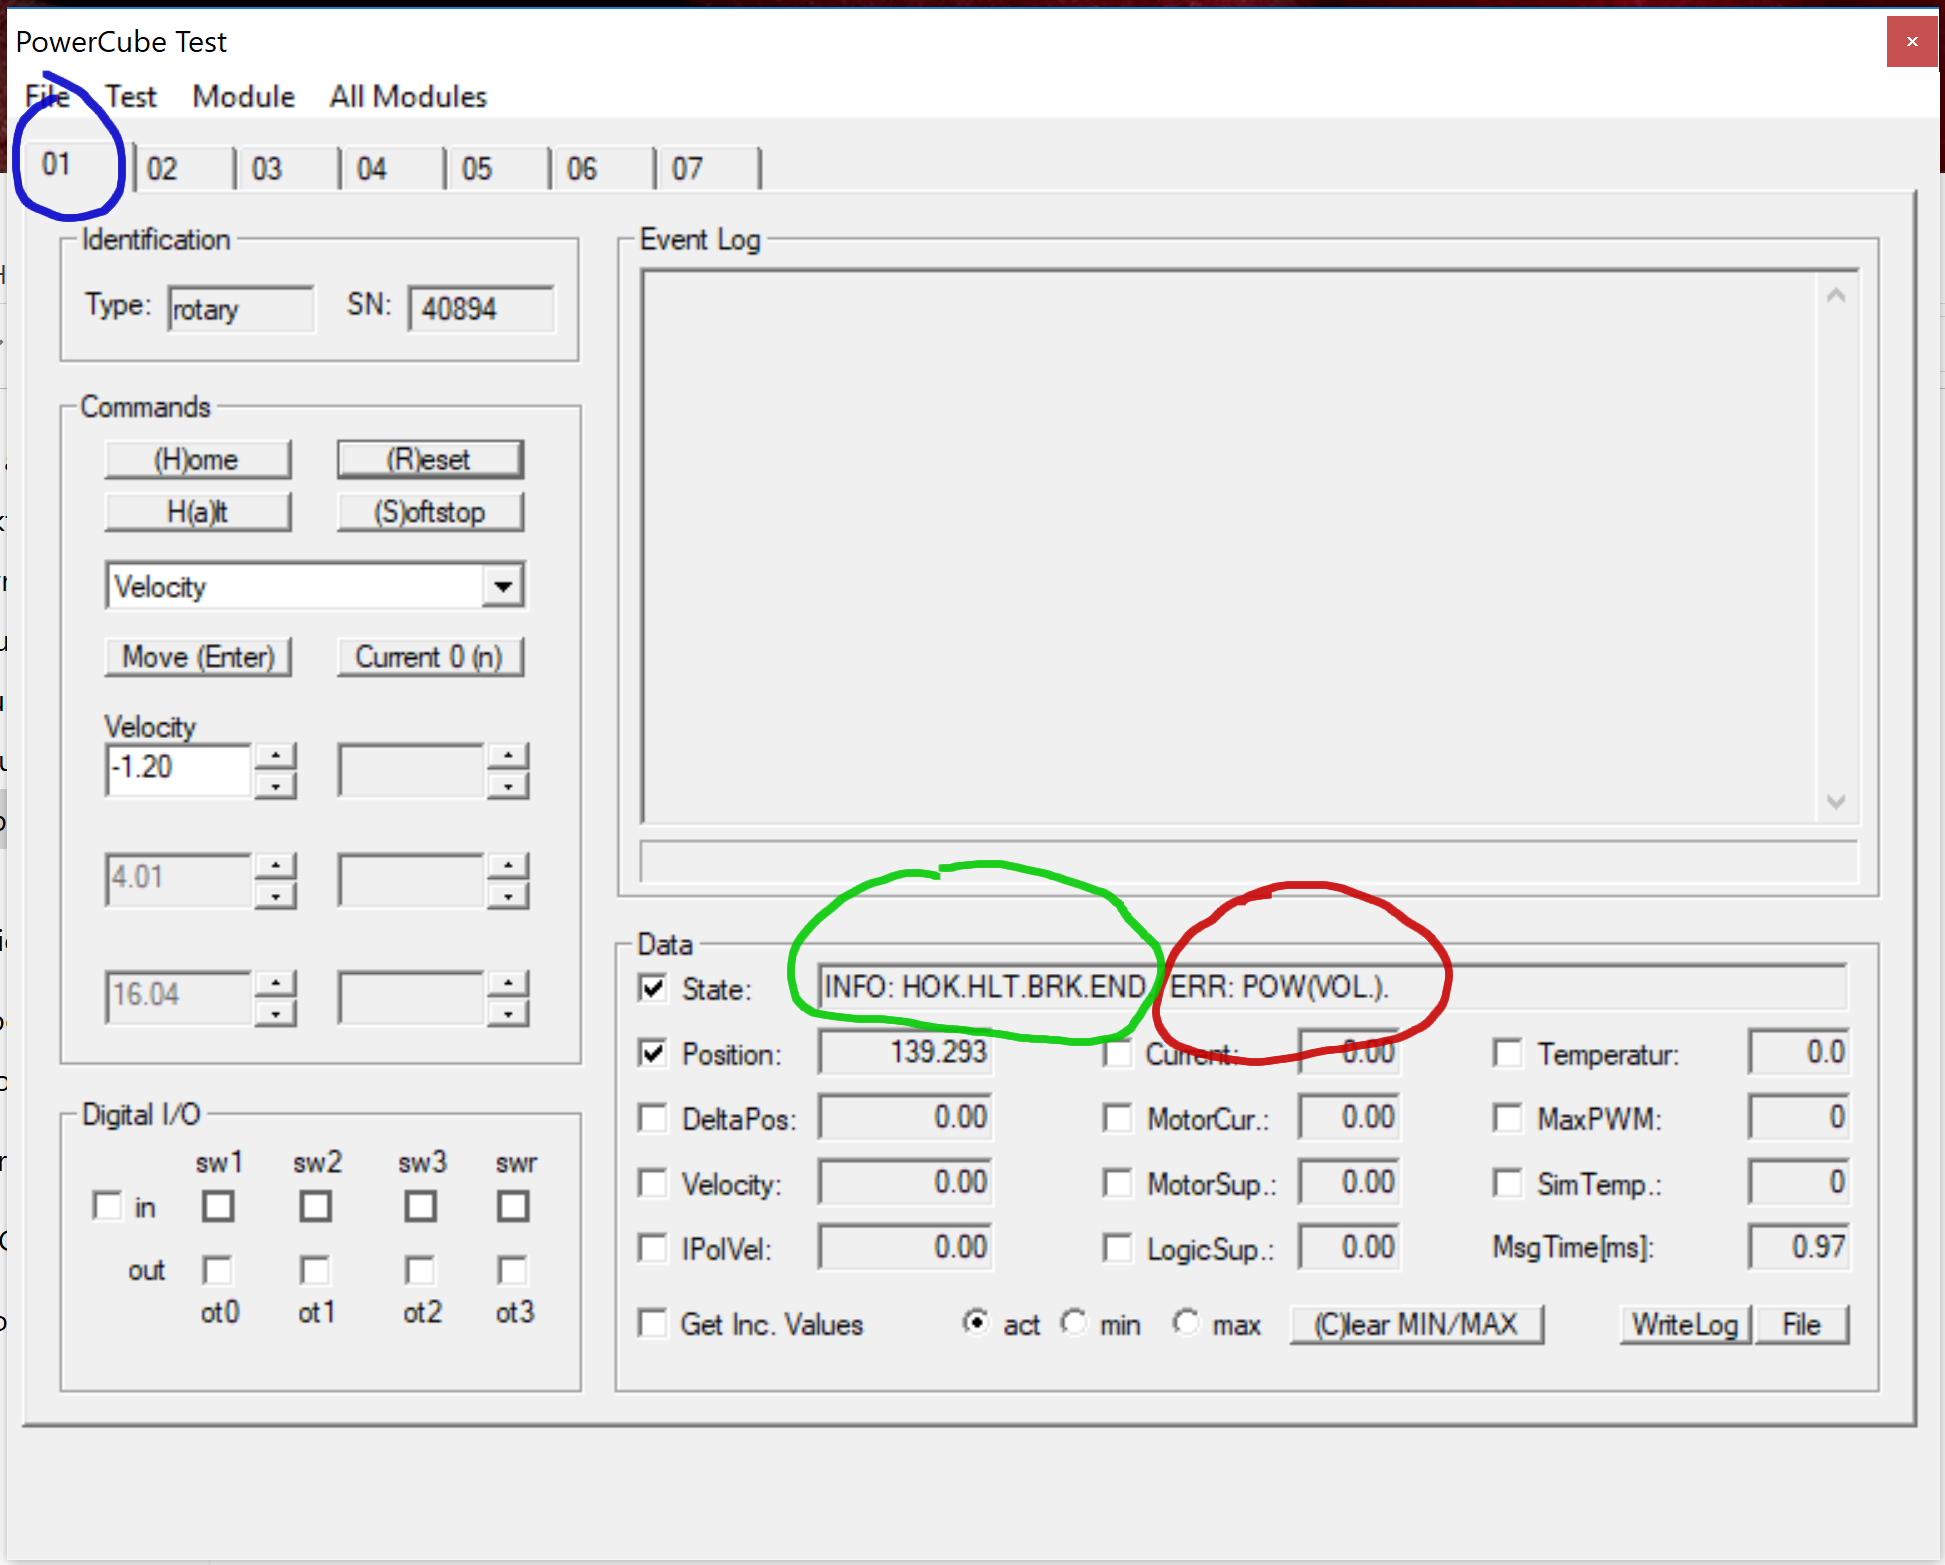 PowerCube Test
File Test Module All Modules
01 02 03 04 05 06 07
Identification
Type: rotary SN: 40894
Commands
(H)ome (R)eset
H(a)lt (S)oftstop
Velocity
Move (Enter) Current 0 (n)
Velocity
-1.20
4.01
16.04
Digital I/O
sw1 sw2 sw3 swr
in
out
ot0 ot1 ot2 ot3
Event Log
Data
State: INFO: HOK.HLT.BRK.END. ERR: POW(VOL.).
Position: 139.293 Current: 0.00 Temperatur: 0.0
DeltaPos: 0.00 MotorCur.: 0.00 MaxPWM: 0
Velocity: 0.00 MotorSup.: 0.00 SimTemp.: 0
IPolVel: 0.00 LogicSup.: 0.00 MsgTime[ms]: 0.97
Get Inc. Values act min max (C)lear MIN/MAX WriteLog File